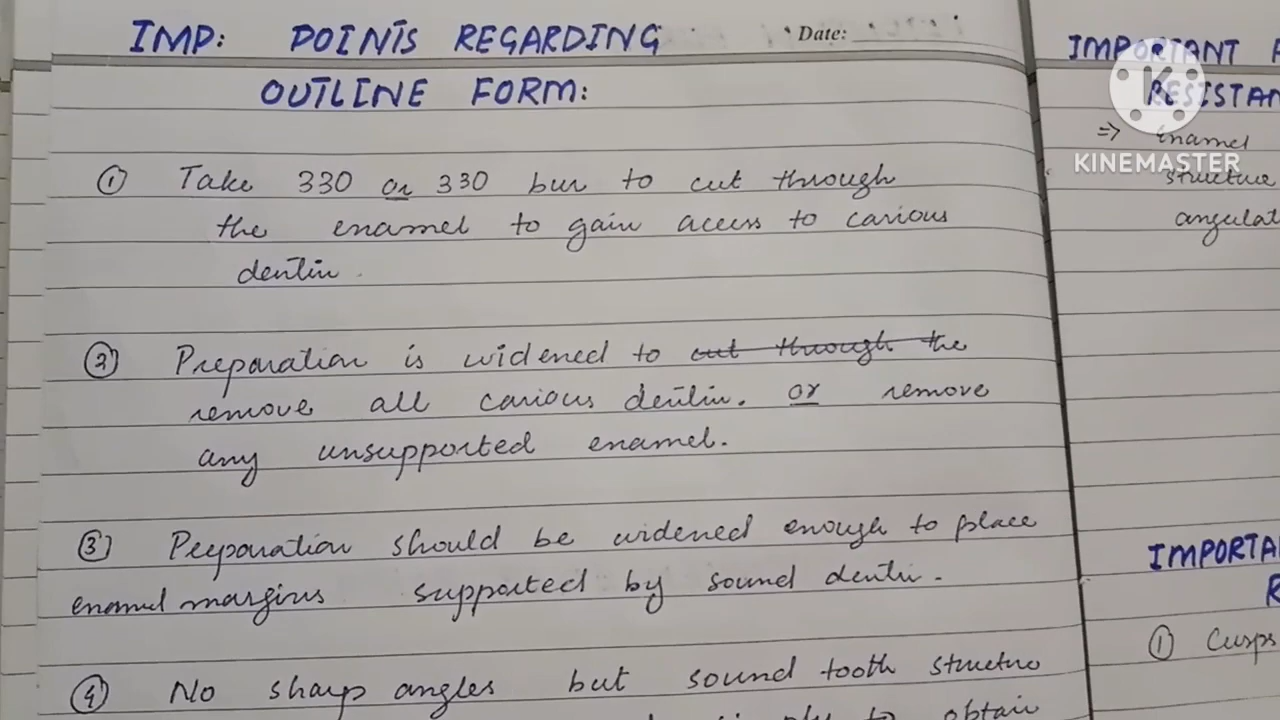 IMP: POINTS REGARDING
Date:
OUTLINE FORM:
① Take 330 or 330 bur to cut through
the enamel to gain access to carious
dentin.
② Preparation is widened to cut through the
remove all carious dentin. or remove
any unsupported enamel.
③ Preparation should be widened enough to place
enamel margins supported by sound dentin.
④ No sharp angles but sound tooth structure
to obtain
IMPORTANT
RESISTAN
KINEMASTER
⇒ Enamel
structure
angulat
IMPORTA
R
① Cusps